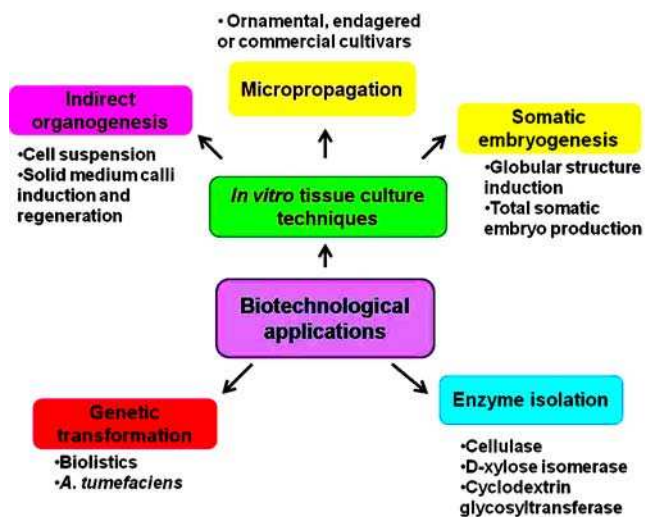 •Ornamental, endagered
or commercial cultivars
Micropropagation
Indirect
organogenesis
•Cell suspension
•Solid medium calli
induction and
regeneration
Somatic
embryogenesis
•Globular structure
induction
•Total somatic
embryo production
In vitro tissue culture
techniques
Biotechnological
applications
Genetic
transformation
•Biolistics
•A. tumefaciens
Enzyme isolation
•Cellulase
•D-xylose isomerase
•Cyclodextrin
glycosyltransferase